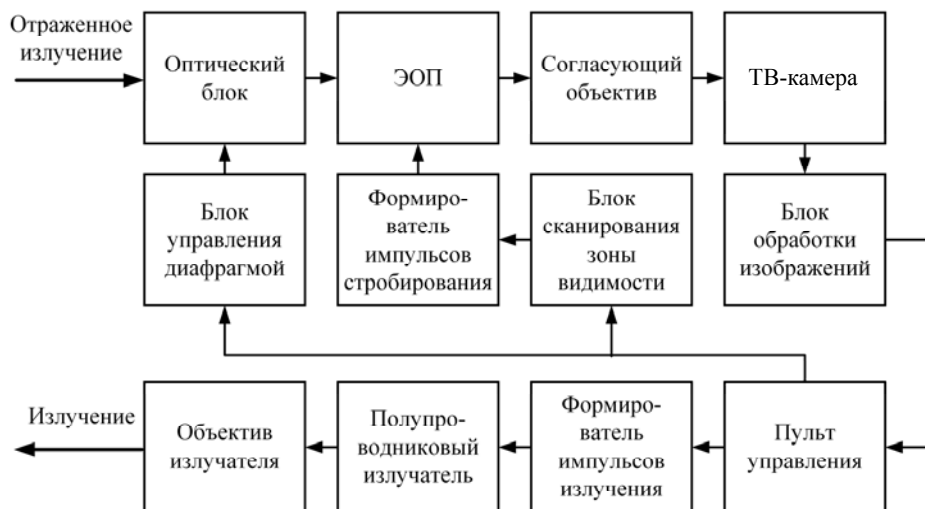 Отраженное
излучение
Оптический
блок
ЭОП
Согласующий
объектив
ТВ-камера
Блок
управления
диафрагмой
Формиро-
ватель
импульсов
стробирования
Блок
сканирования
зоны
видимости
Блок
обработки
изображений
Излучение
Объектив
излучателя
Полупро-
водниковый
излучатель
Формиро-
ватель
импульсов
излучения
Пульт
управления